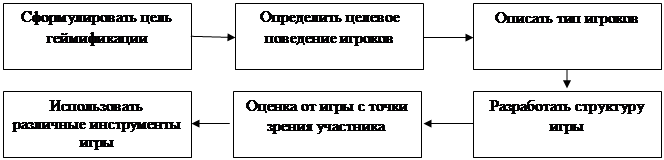 Сформулировать цель
геймификации
Определить целевое
поведение игроков
Описать тип игроков
Разработать структуру
игры
Оценка от игры с точки
зрения участника
Использовать
различные инструменты
игры